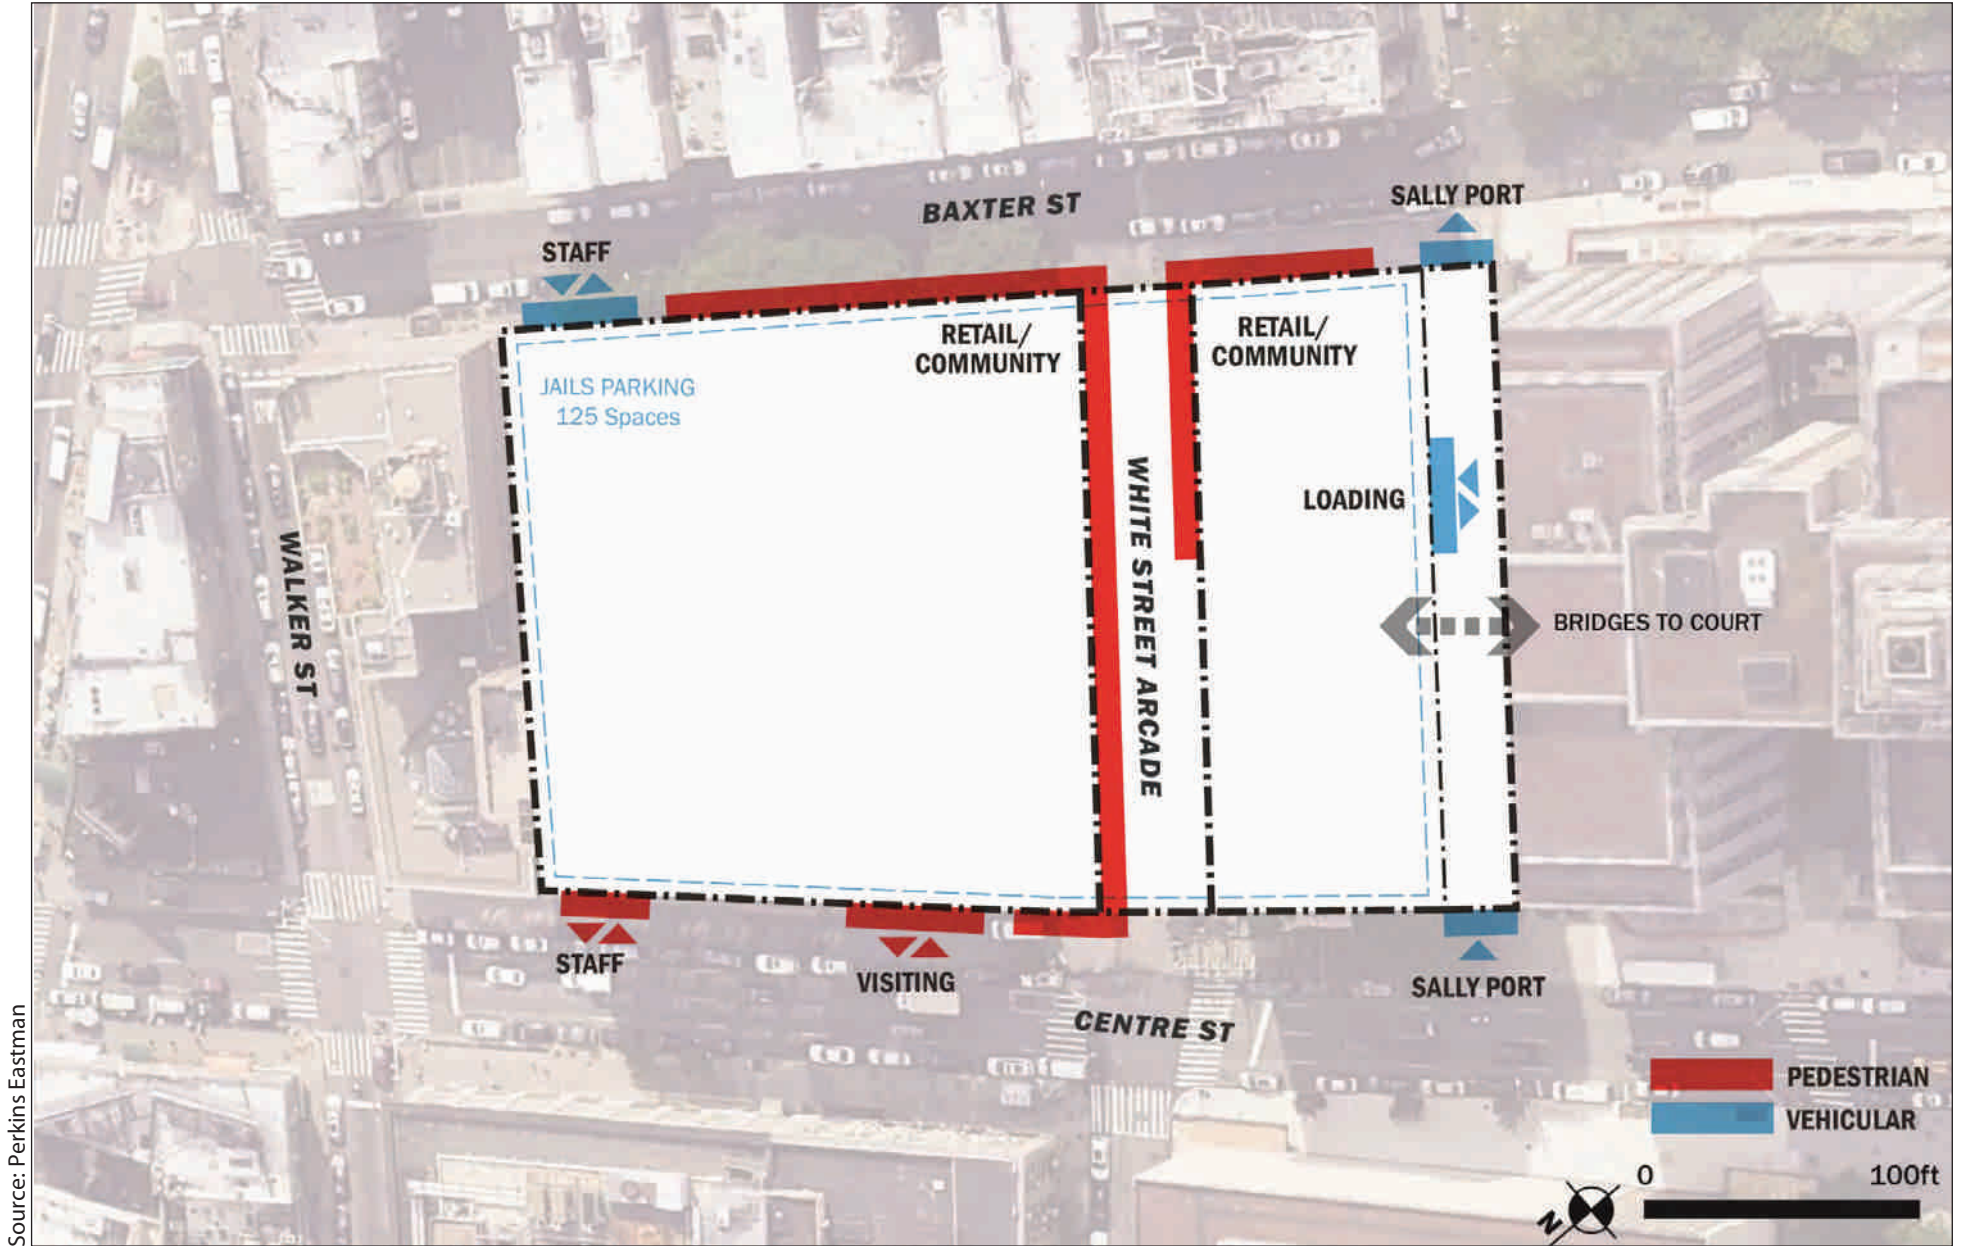 BAXTER ST
SALLY PORT
STAFF
RETAIL/
COMMUNITY
RETAIL/
COMMUNITY
JAILS PARKING
125 Spaces
LOADING
WHITE STREET ARCADE
WALKER ST
BRIDGES TO COURT
STAFF
VISITING
SALLY PORT
CENTRE ST
PEDESTRIAN
VEHICULAR
0 100ft
N
Source: Perkins Eastman